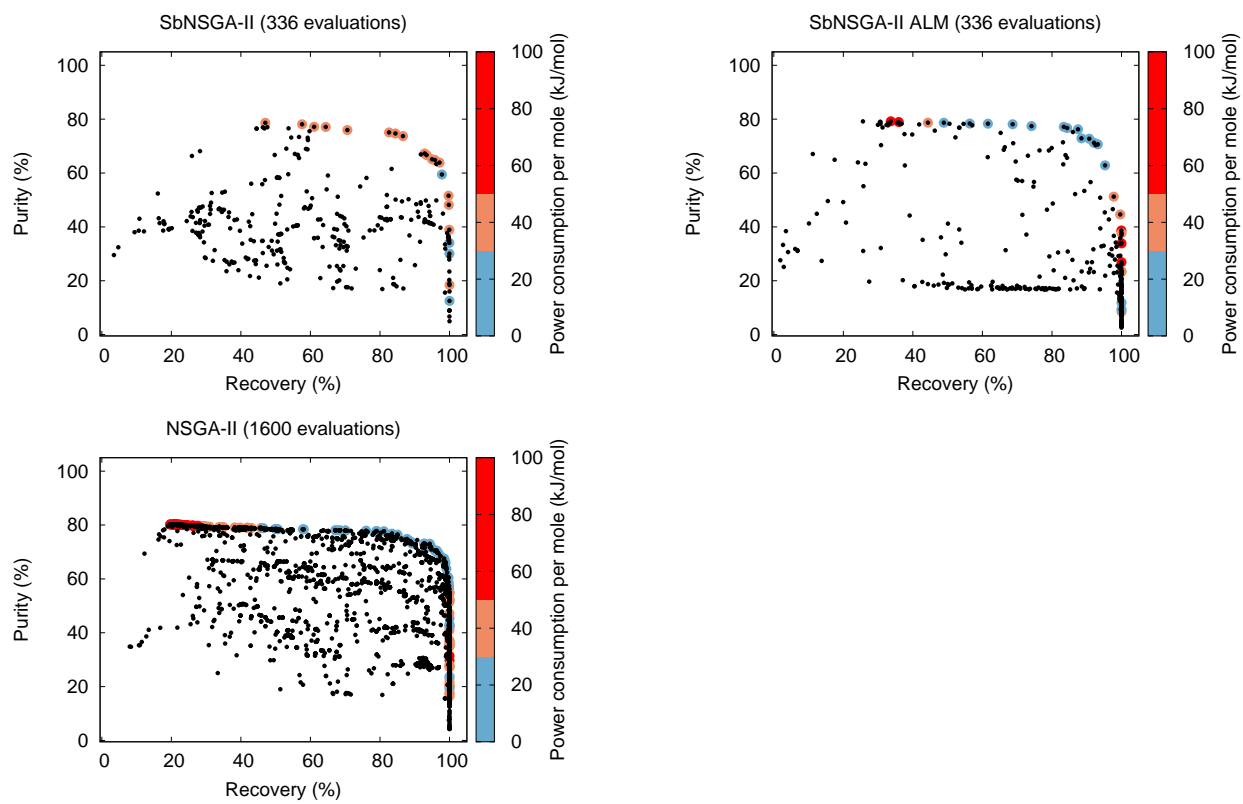 SbNSGA-II (336 evaluations)
100
80
60
40
20
0
Purity (%)
20 40 60 80 100
Recovery (%)
100
80
60
40
20
0
Power consumption per mole (kJ/mol)
SbNSGA-II ALM (336 evaluations)
100
80
60
40
20
0
Purity (%)
20 40 60 80 100
Recovery (%)
100
80
60
40
20
0
Power consumption per mole (kJ/mol)
NSGA-II (1600 evaluations)
100
80
60
40
20
0
Purity (%)
20 40 60 80 100
Recovery (%)
100
80
60
40
20
0
Power consumption per mole (kJ/mol)